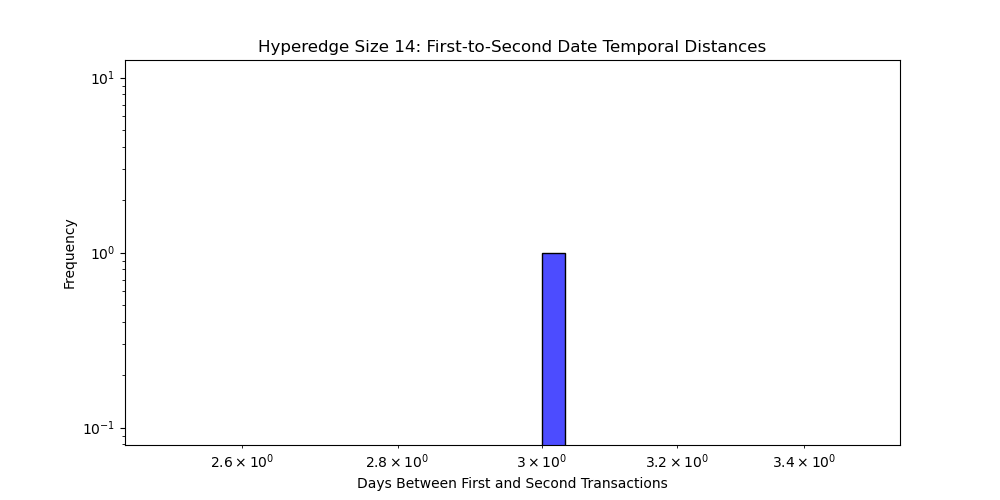 Hyperedge Size 14: First-to-Second Date Temporal Distances
10¹
10⁰
10⁻¹
Frequency
2.6 × 10⁰
2.8 × 10⁰
3 × 10⁰
3.2 × 10⁰
3.4 × 10⁰
Days Between First and Second Transactions